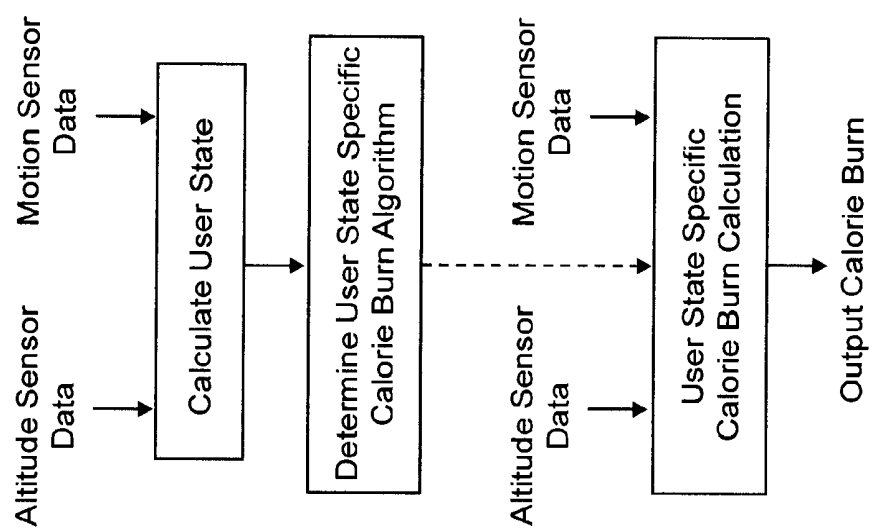 Altitude Sensor
Data
Motion Sensor
Data
Calculate User State
Determine User State Specific
Calorie Burn Algorithm
Altitude Sensor
Data
Motion Sensor
Data
User State Specific
Calorie Burn Calculation
Output Calorie Burn